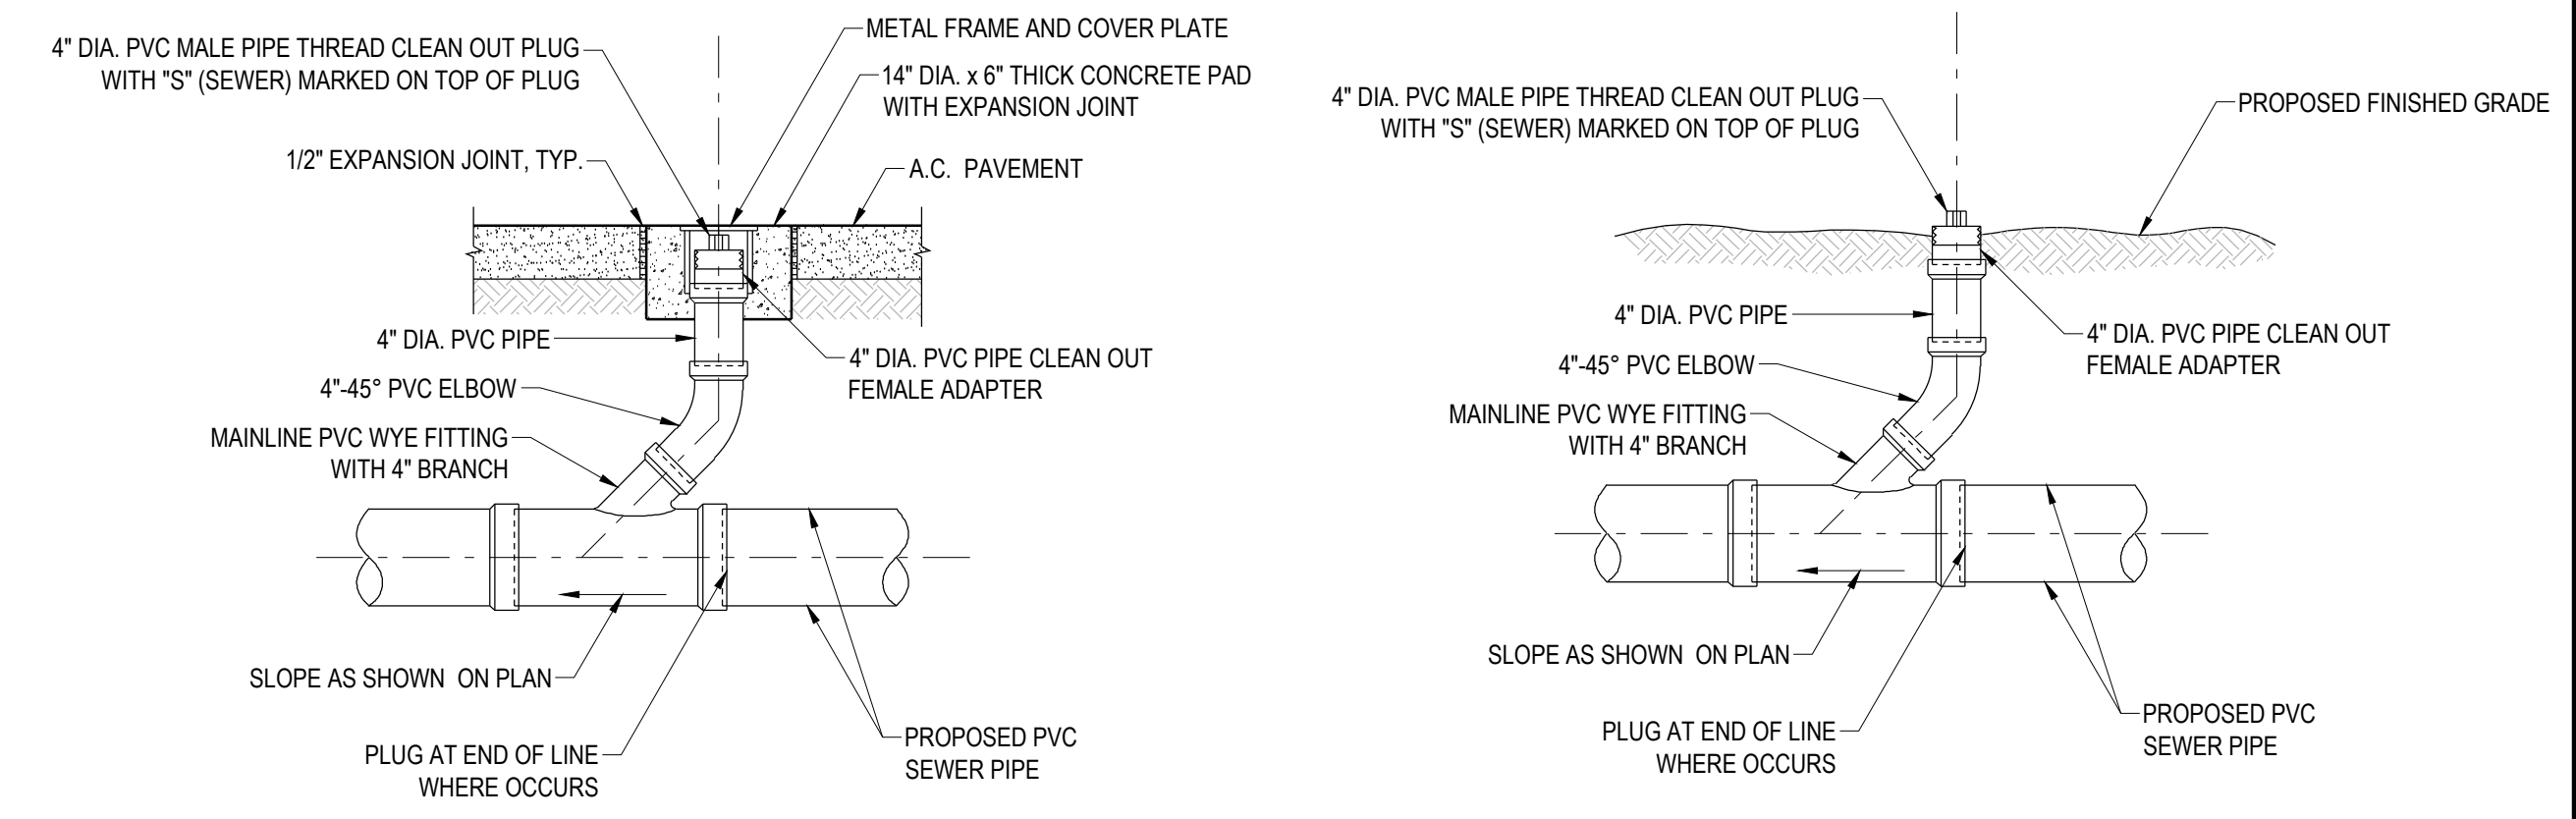 4" DIA. PVC MALE PIPE THREAD CLEAN OUT PLUG
WITH "S" (SEWER) MARKED ON TOP OF PLUG
METAL FRAME AND COVER PLATE
14" DIA. x 6" THICK CONCRETE PAD
WITH EXPANSION JOINT
1/2" EXPANSION JOINT, TYP.
A.C. PAVEMENT
4" DIA. PVC PIPE
4" DIA. PVC PIPE CLEAN OUT
FEMALE ADAPTER
4"-45° PVC ELBOW
MAINLINE PVC WYE FITTING
WITH 4" BRANCH
SLOPE AS SHOWN ON PLAN
PLUG AT END OF LINE
WHERE OCCURS
PROPOSED PVC
SEWER PIPE
4" DIA. PVC MALE PIPE THREAD CLEAN OUT PLUG
WITH "S" (SEWER) MARKED ON TOP OF PLUG
PROPOSED FINISHED GRADE
4" DIA. PVC PIPE
4" DIA. PVC PIPE CLEAN OUT
FEMALE ADAPTER
4"-45° PVC ELBOW
MAINLINE PVC WYE FITTING
WITH 4" BRANCH
SLOPE AS SHOWN ON PLAN
PLUG AT END OF LINE
WHERE OCCURS
PROPOSED PVC
SEWER PIPE